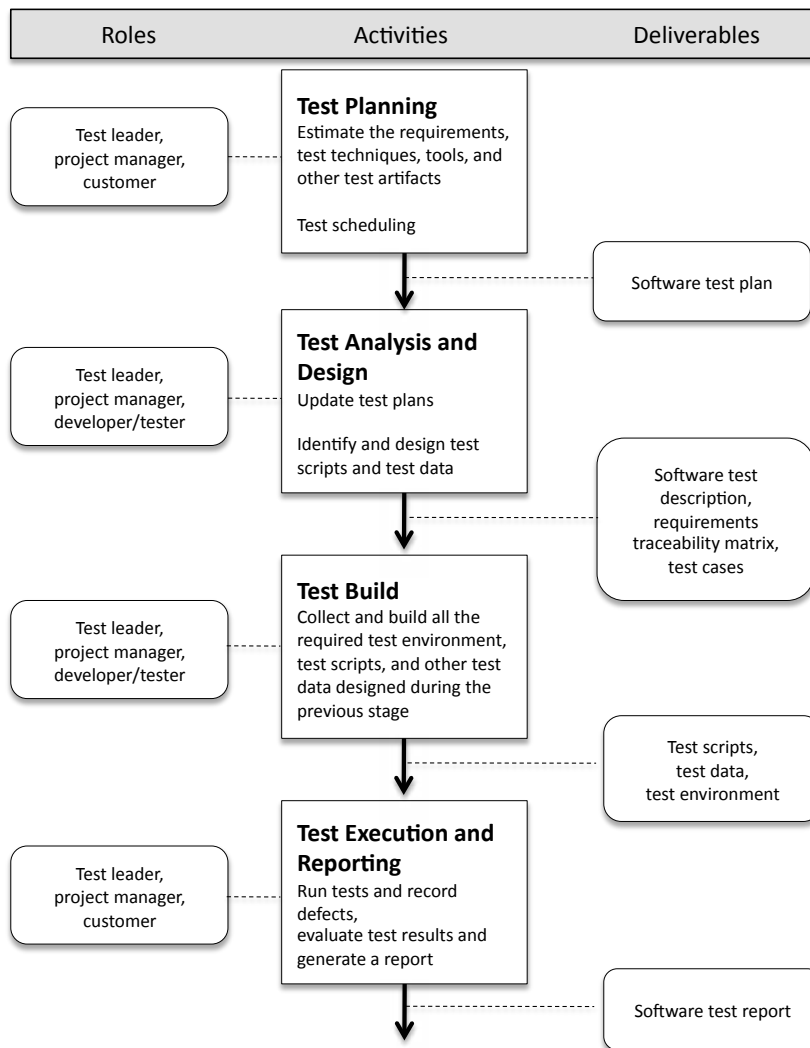 Roles
Activities
Deliverables
Test Planning
Estimate the requirements,
test techniques, tools, and
other test artifacts
Test scheduling
Test leader,
project manager,
customer
Software test plan
Test Analysis and
Design
Update test plans
Identify and design test
scripts and test data
Test leader,
project manager,
developer/tester
Software test
description,
requirements
traceability matrix,
test cases
Test Build
Collect and build all the
required test environment,
test scripts, and other test
data designed during the
previous stage
Test leader,
project manager,
developer/tester
Test scripts,
test data,
test environment
Test Execution and
Reporting
Run tests and record
defects,
evaluate test results and
generate a report
Test leader,
project manager,
customer
Software test report